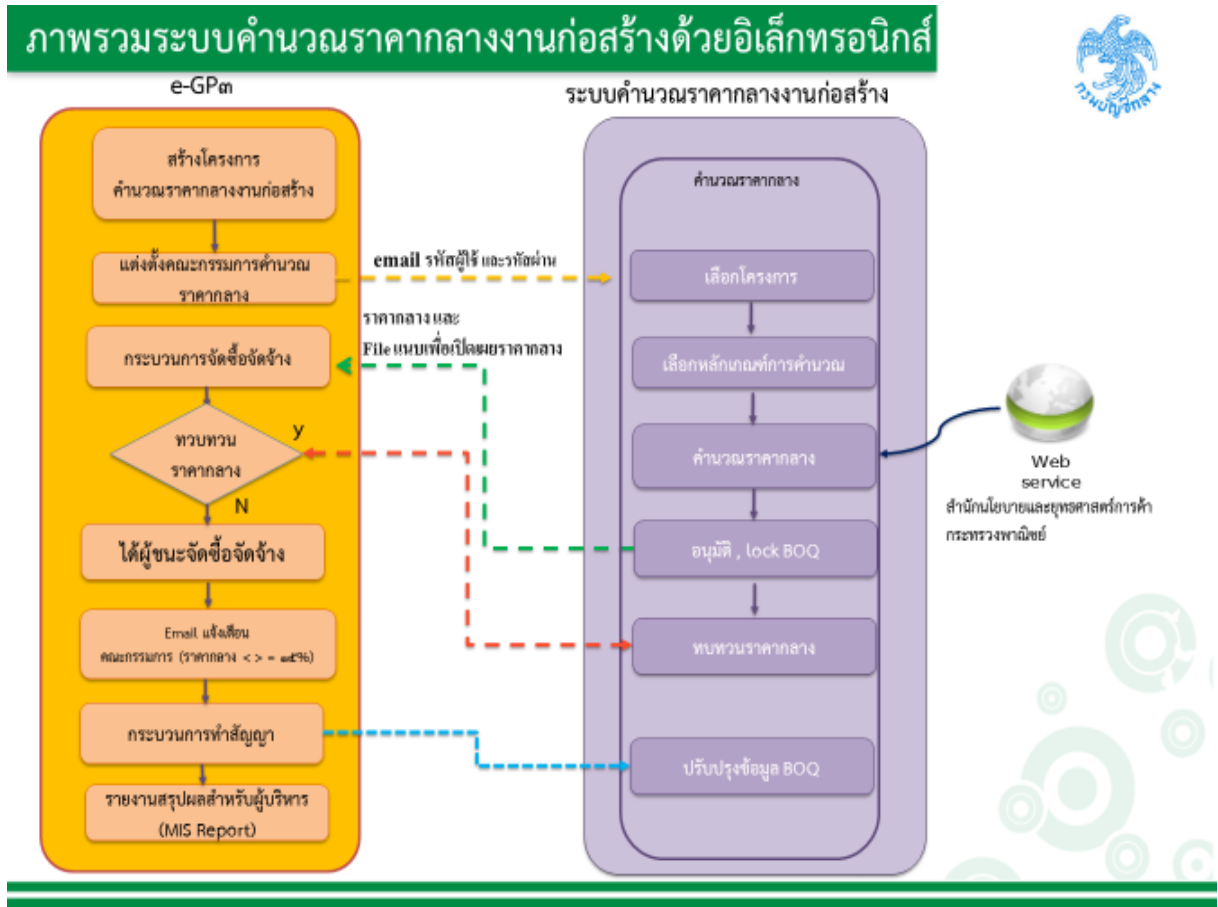 ภาพรวมระบบคำนวณราคากลางงานก่อสร้างด้วยอิเล็กทรอนิกส์
กรมบัญชีกลาง
e-GP๓
สร้างโครงการ
คำนวณราคากลางงานก่อสร้าง
แต่งตั้งคณะกรรมการคำนวณ
ราคากลาง
กระบวนการจัดซื้อจัดจ้าง
ทวบทวน
ราคากลาง
y
N
ได้ผู้ชนะจัดซื้อจัดจ้าง
Email แจ้งเตือน
คณะกรรมการ (ราคากลาง < > = ๑๕%)
กระบวนการทำสัญญา
รายงานสรุปผลสำหรับผู้บริหาร
(MIS Report)
email รหัสผู้ใช้ และรหัสผ่าน
ราคากลาง และ
File แนบเพื่อเปิดเผยราคากลาง
ระบบคำนวณราคากลางงานก่อสร้าง
คำนวณราคากลาง
เลือกโครงการ
เลือกหลักเกณฑ์การคำนวณ
คำนวณราคากลาง
อนุมัติ , lock BOQ
ทบทวนราคากลาง
ปรับปรุงข้อมูล BOQ
Web
service
สำนักนโยบายและยุทธศาสตร์การค้า
กระทรวงพาณิชย์